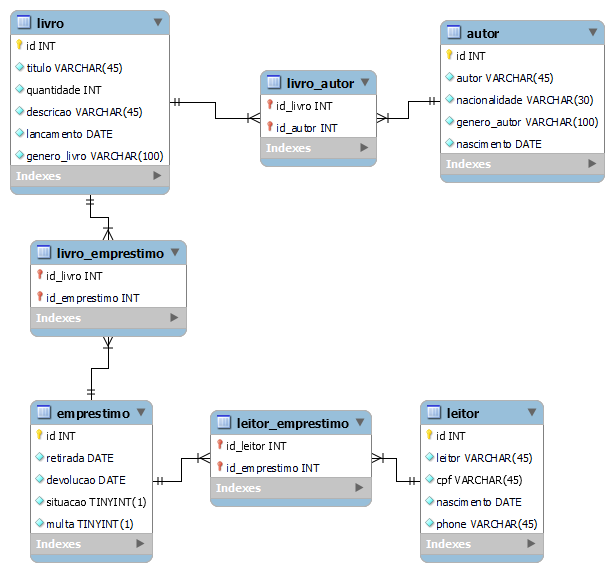 livro
id INT
titulo VARCHAR(45)
quantidade INT
descricao VARCHAR(45)
lancamento DATE
genero_livro VARCHAR(100)
Indexes
livro_autor
id_livro INT
id_autor INT
Indexes
autor
id INT
autor VARCHAR(45)
nacionalidade VARCHAR(30)
genero_autor VARCHAR(100)
nascimento DATE
Indexes
livro_emprestimo
id_livro INT
id_emprestimo INT
Indexes
emprestimo
id INT
retirada DATE
devolucao DATE
situacao TINYINT(1)
multa TINYINT(1)
Indexes
leitor_emprestimo
id_leitor INT
id_emprestimo INT
Indexes
leitor
id INT
leitor VARCHAR(45)
cpf VARCHAR(45)
nascimento DATE
phone VARCHAR(45)
Indexes